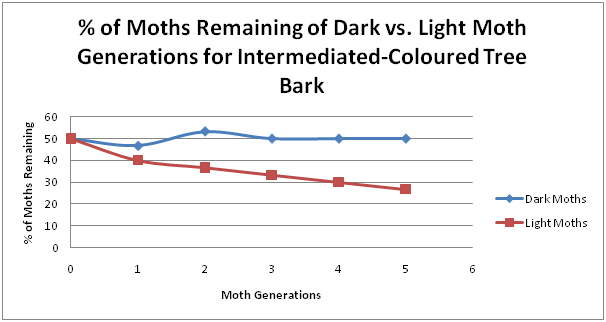 % of Moths Remaining of Dark vs. Light Moth
Generations for Intermediated-Coloured Tree
Bark
% of Moths Remaining
60
50
40
30
20
10
0
0 1 2 3 4 5 6
Moth Generations
Dark Moths
Light Moths